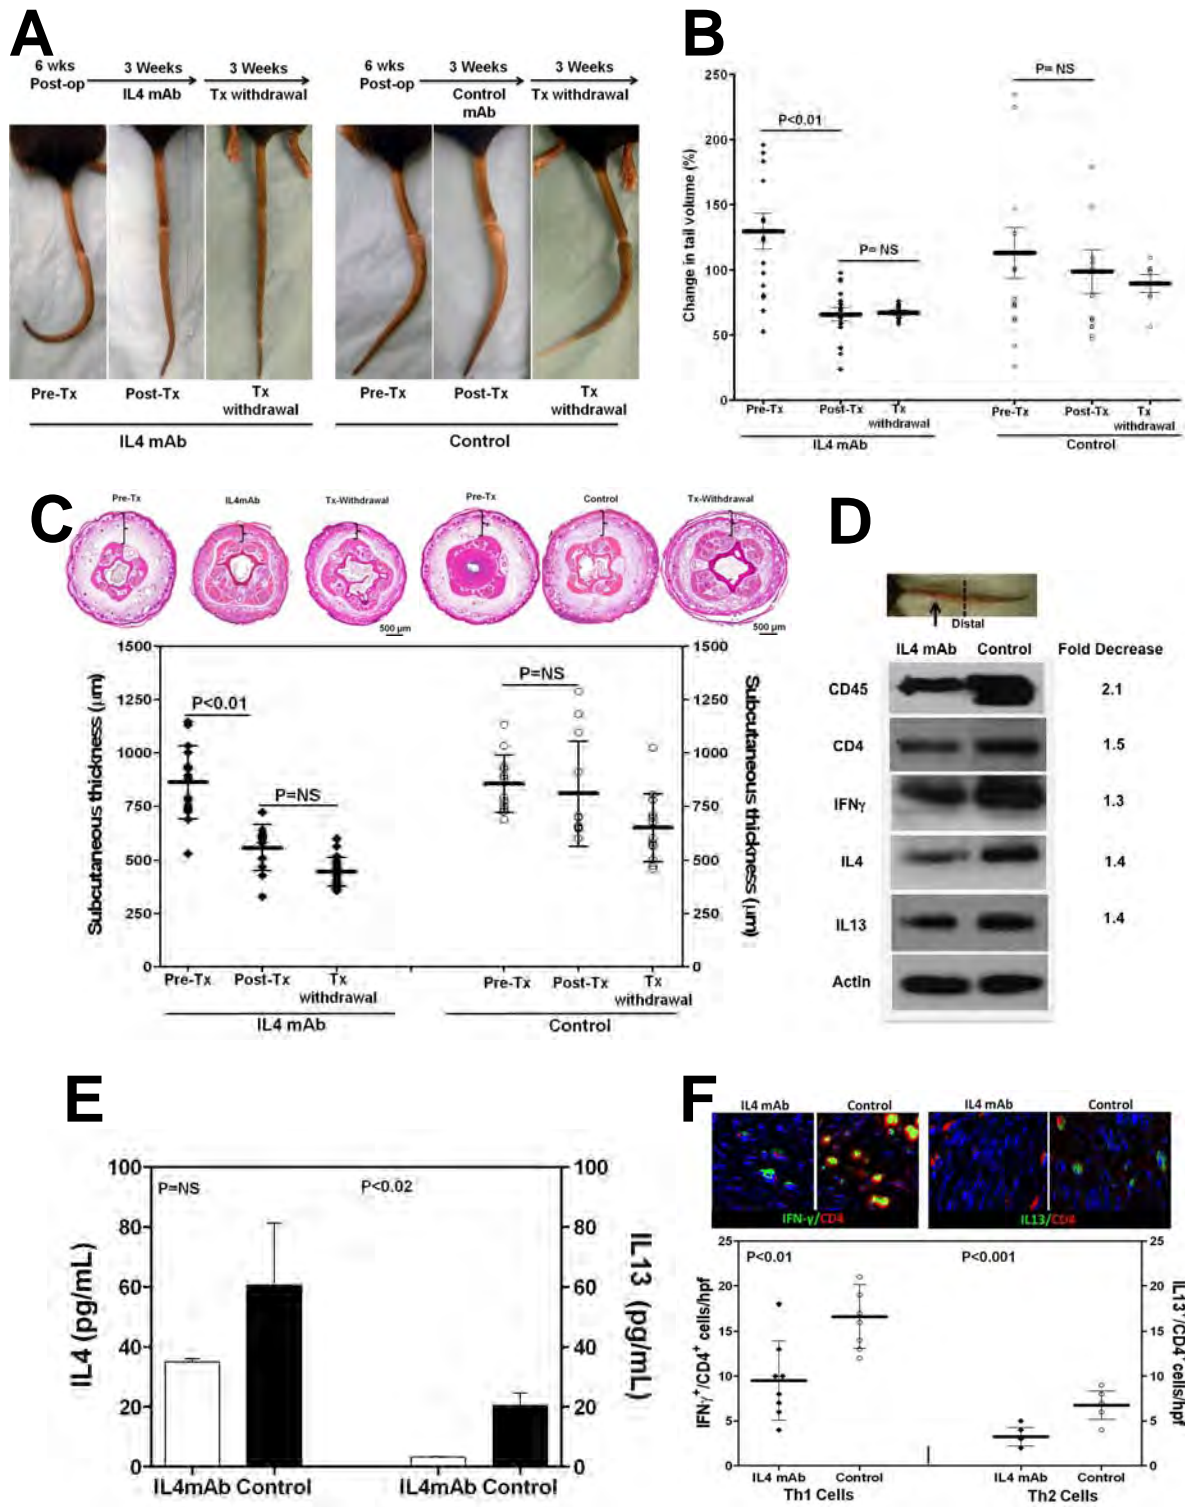 A
6 wks
Post-op
3 Weeks
IL4 mAb
3 Weeks
Tx withdrawal
6 wks
Post-op
3 Weeks
Control
mAb
3 Weeks
Tx withdrawal
Pre-Tx
Post-Tx
Tx
withdrawal
IL4 mAb
Pre-Tx
Post-Tx
Tx
withdrawal
Control
B
Change in tail volume (%)
250
200
150
100
50
0
P<0.01
P= NS
P= NS
Pre-Tx
Post-Tx
Tx
withdrawal
IL4 mAb
Pre-Tx
Post-Tx
Tx
withdrawal
Control
C
Pre-Tx
IL4mAb
Tx-Withdrawal
Pre-Tx
Control
Tx-Withdrawal
500 µm
500 µm
Subcutaneous thickness (µm)
1500
1250
1000
750
500
250
0
P<0.01
P=NS
P=NS
1500
1250
1000
750
500
250
0
Subcutaneous thickness (µm)
Pre-Tx
Post-Tx
Tx
withdrawal
IL4 mAb
Pre-Tx
Post-Tx
Tx
withdrawal
Control
D
Distal
IL4 mAb Control Fold Decrease
CD45 2.1
CD4 1.5
IFNγ 1.3
IL4 1.4
IL13 1.4
Actin
E
IL4 (pg/mL)
100
80
60
40
20
0
P=NS
P<0.02
100
80
60
40
20
0
IL13 (pg/mL)
IL4mAb Control
IL4mAb Control
F
IL4 mAb
Control
IL4 mAb
Control
IFN-γ/CD4
IL13/CD4
IFNγ⁺/CD4⁺ cells/hpf
25
20
15
10
5
0
P<0.01
P<0.001
25
20
15
10
5
0
IL13⁺/CD4⁺ cells/hpf
IL4 mAb
Control
Th1 Cells
IL4 mAb
Control
Th2 Cells